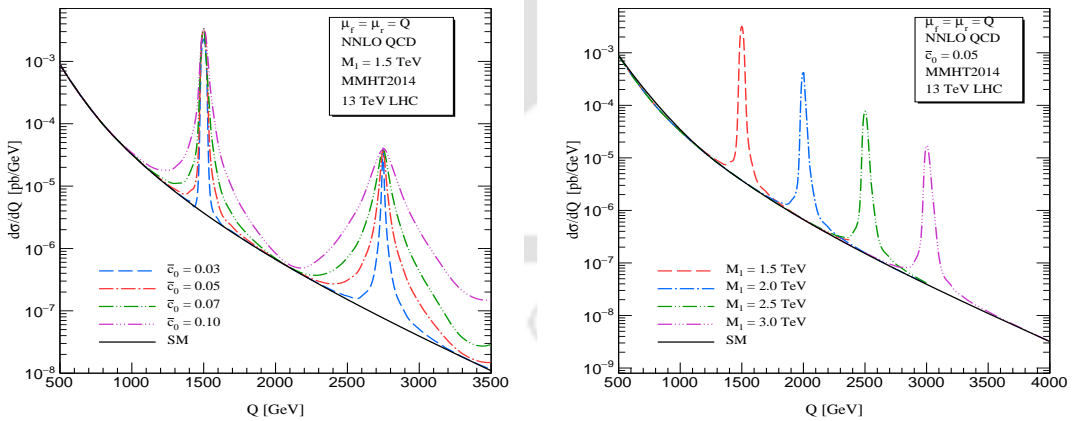 μf = μr = Q
NNLO QCD
M1 = 1.5 TeV
MMHT2014
13 TeV LHC
dσ/dQ [pb/GeV]
10−3
10−4
10−5
10−6
10−7
10−8
c̄0 = 0.03
c̄0 = 0.05
c̄0 = 0.07
c̄0 = 0.10
SM
500 1000 1500 2000 2500 3000 3500
Q [GeV]
μf = μr = Q
NNLO QCD
c̄0 = 0.05
MMHT2014
13 TeV LHC
dσ/dQ [pb/GeV]
10−3
10−4
10−5
10−6
10−7
10−8
10−9
M1 = 1.5 TeV
M1 = 2.0 TeV
M1 = 2.5 TeV
M1 = 3.0 TeV
SM
500 1000 1500 2000 2500 3000 3500 4000
Q [GeV]